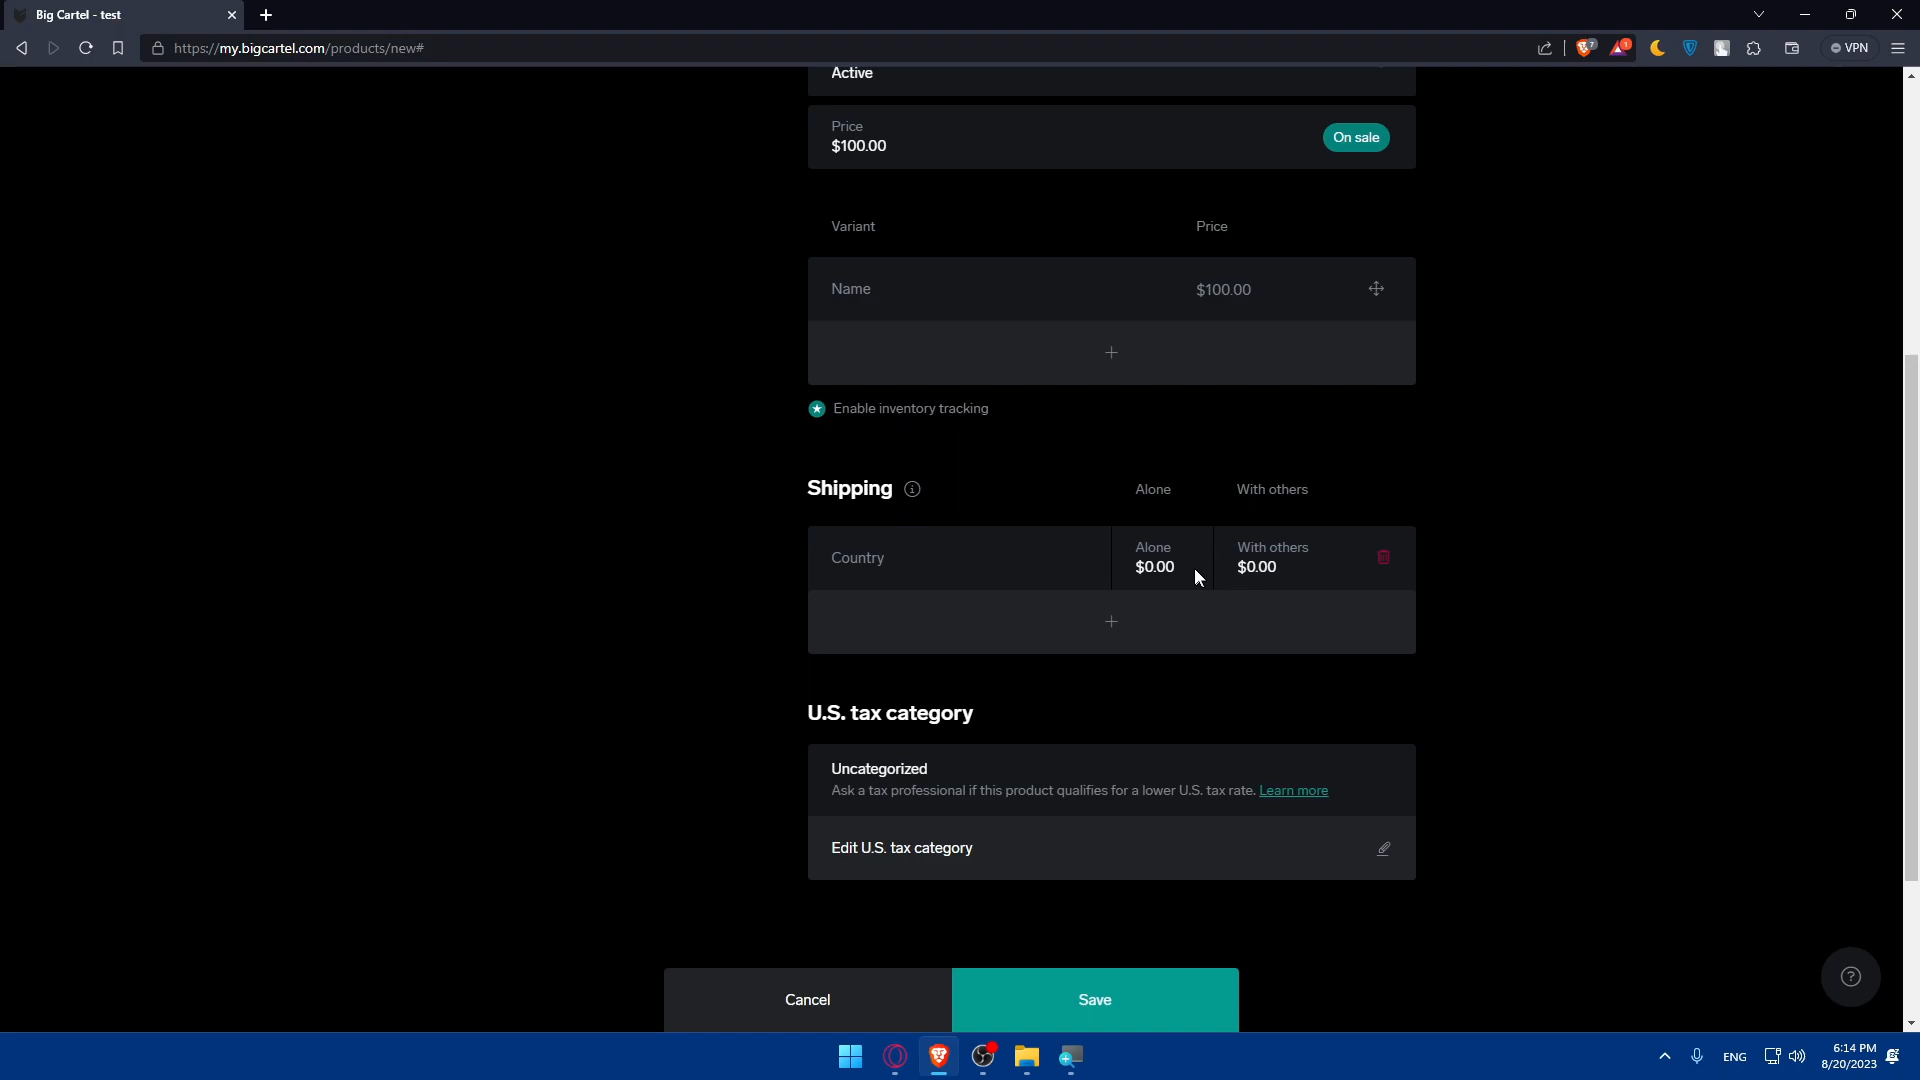 Big Cartel - test
https://my.bigcartel.com/products/new#
7
1
VPN
Active
Price
$100.00
On sale
Variant
Price
Name
$100.00
Enable inventory tracking
Shipping
Alone
With others
Country
Alone
$0.00
With others
$0.00
U.S. tax category
Uncategorized
Ask a tax professional if this product qualifies for a lower U.S. tax rate. Learn more
Edit U.S. tax category
Cancel
Save
ENG
6:14 PM
8/20/2023